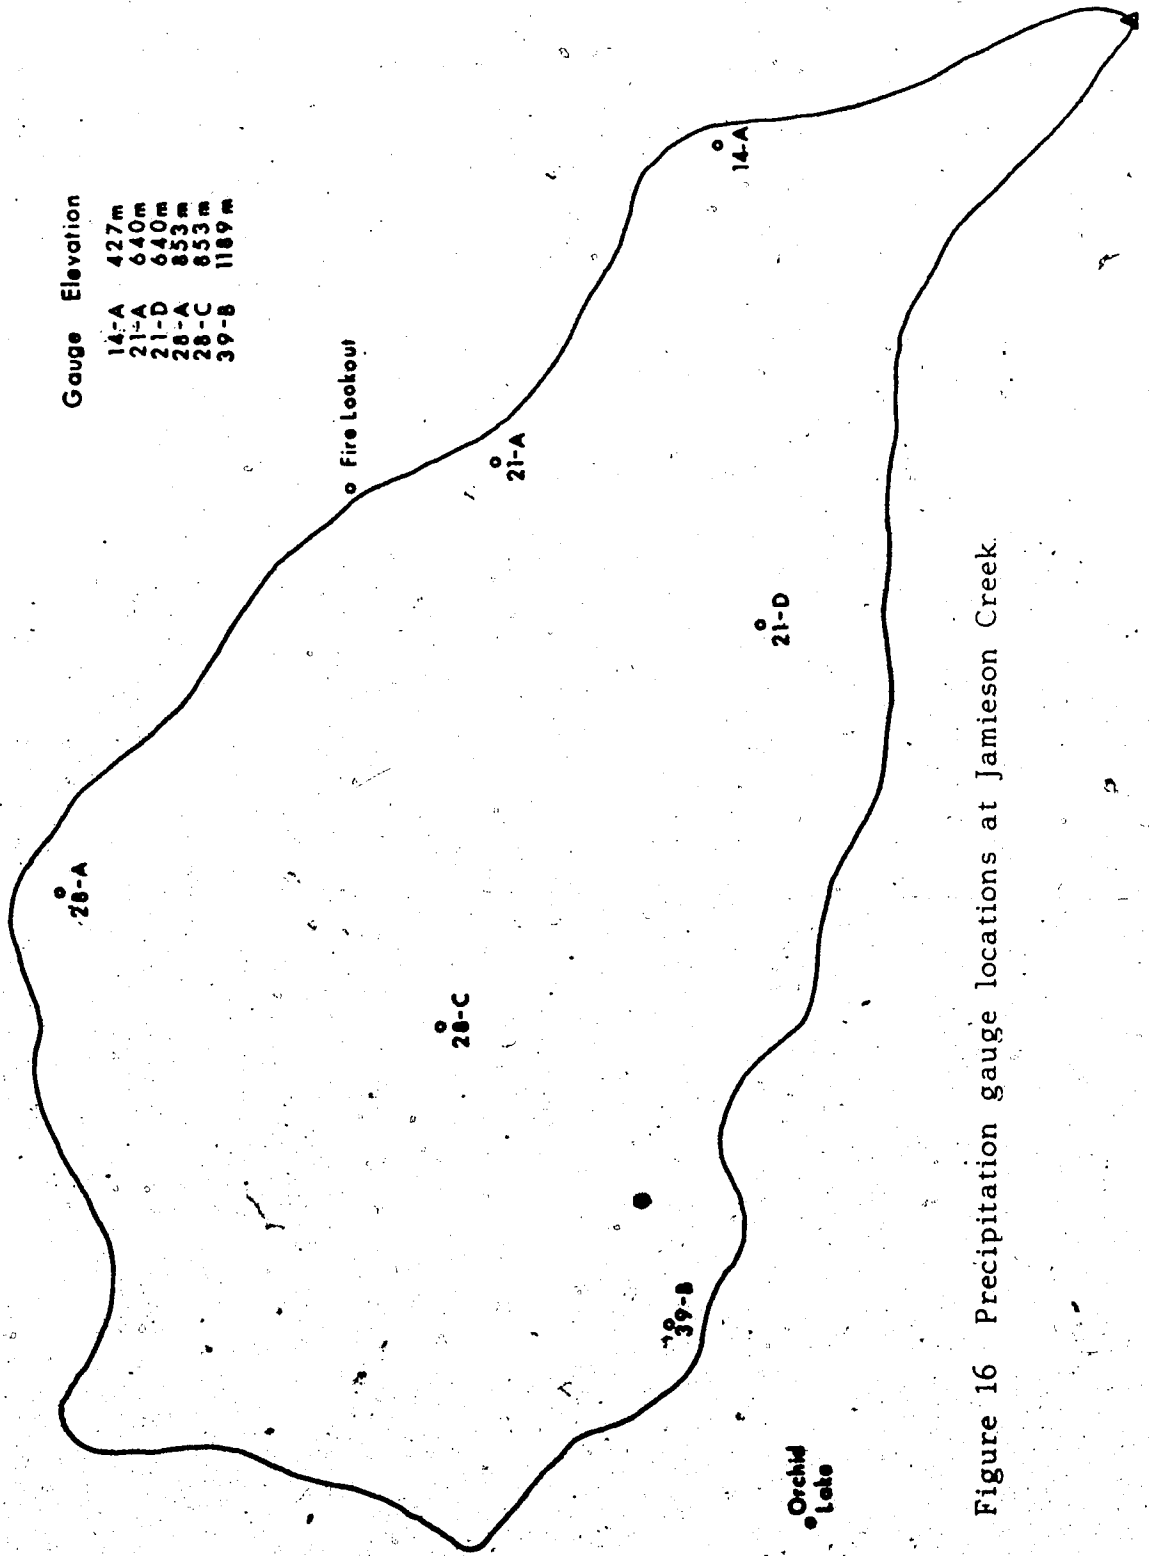 Gauge Elevation
14-A 427m
21-A 640m
21-D 640m
28-A 853m
28-C 853m
39-B 1189m
Fire Lookout
14-A
21-A
21-D
28-A
28-C
39-B
Orchid
Lake
Figure 16 Precipitation gauge locations at Jamieson Creek.